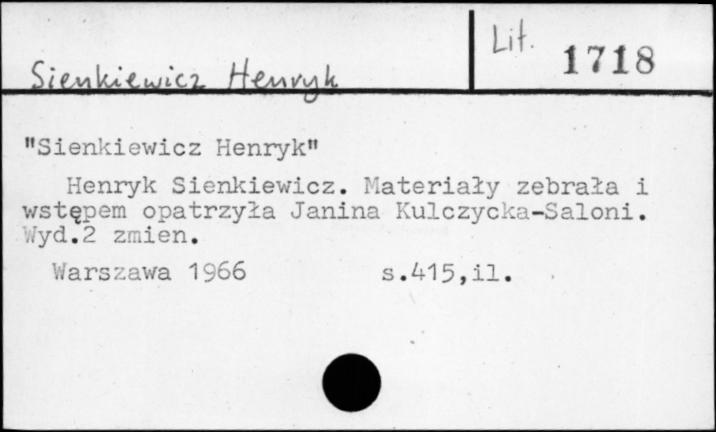 Sienkiewicz Henryk
Lit. 1718
"Sienkiewicz Henryk"
Henryk Sienkiewicz. Materiały zebrała i
wstępem opatrzyła Janina Kulczycka-Saloni.
Wyd.2 zmien.
Warszawa 1966 s.415,il.